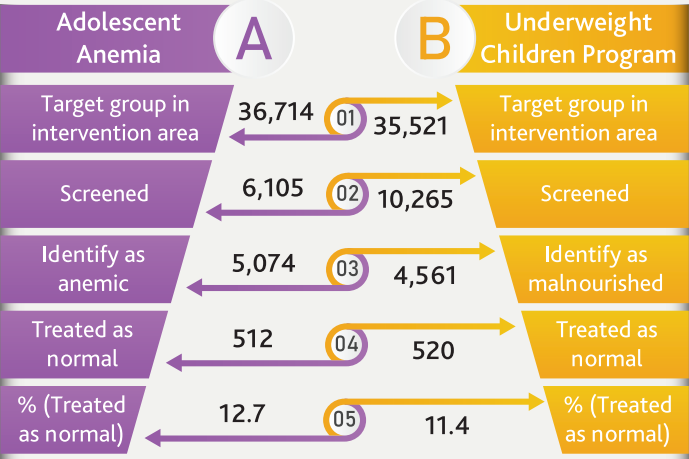 Adolescent
Anemia
A
B
Underweight
Children Program
Target group in
intervention area
36,714
01
35,521
Target group in
intervention area
Screened
6,105
02
10,265
Screened
Identify as
anemic
5,074
03
4,561
Identify as
malnourished
Treated as
normal
512
04
520
Treated as
normal
% (Treated
as normal)
12.7
05
11.4
% (Treated
as normal)